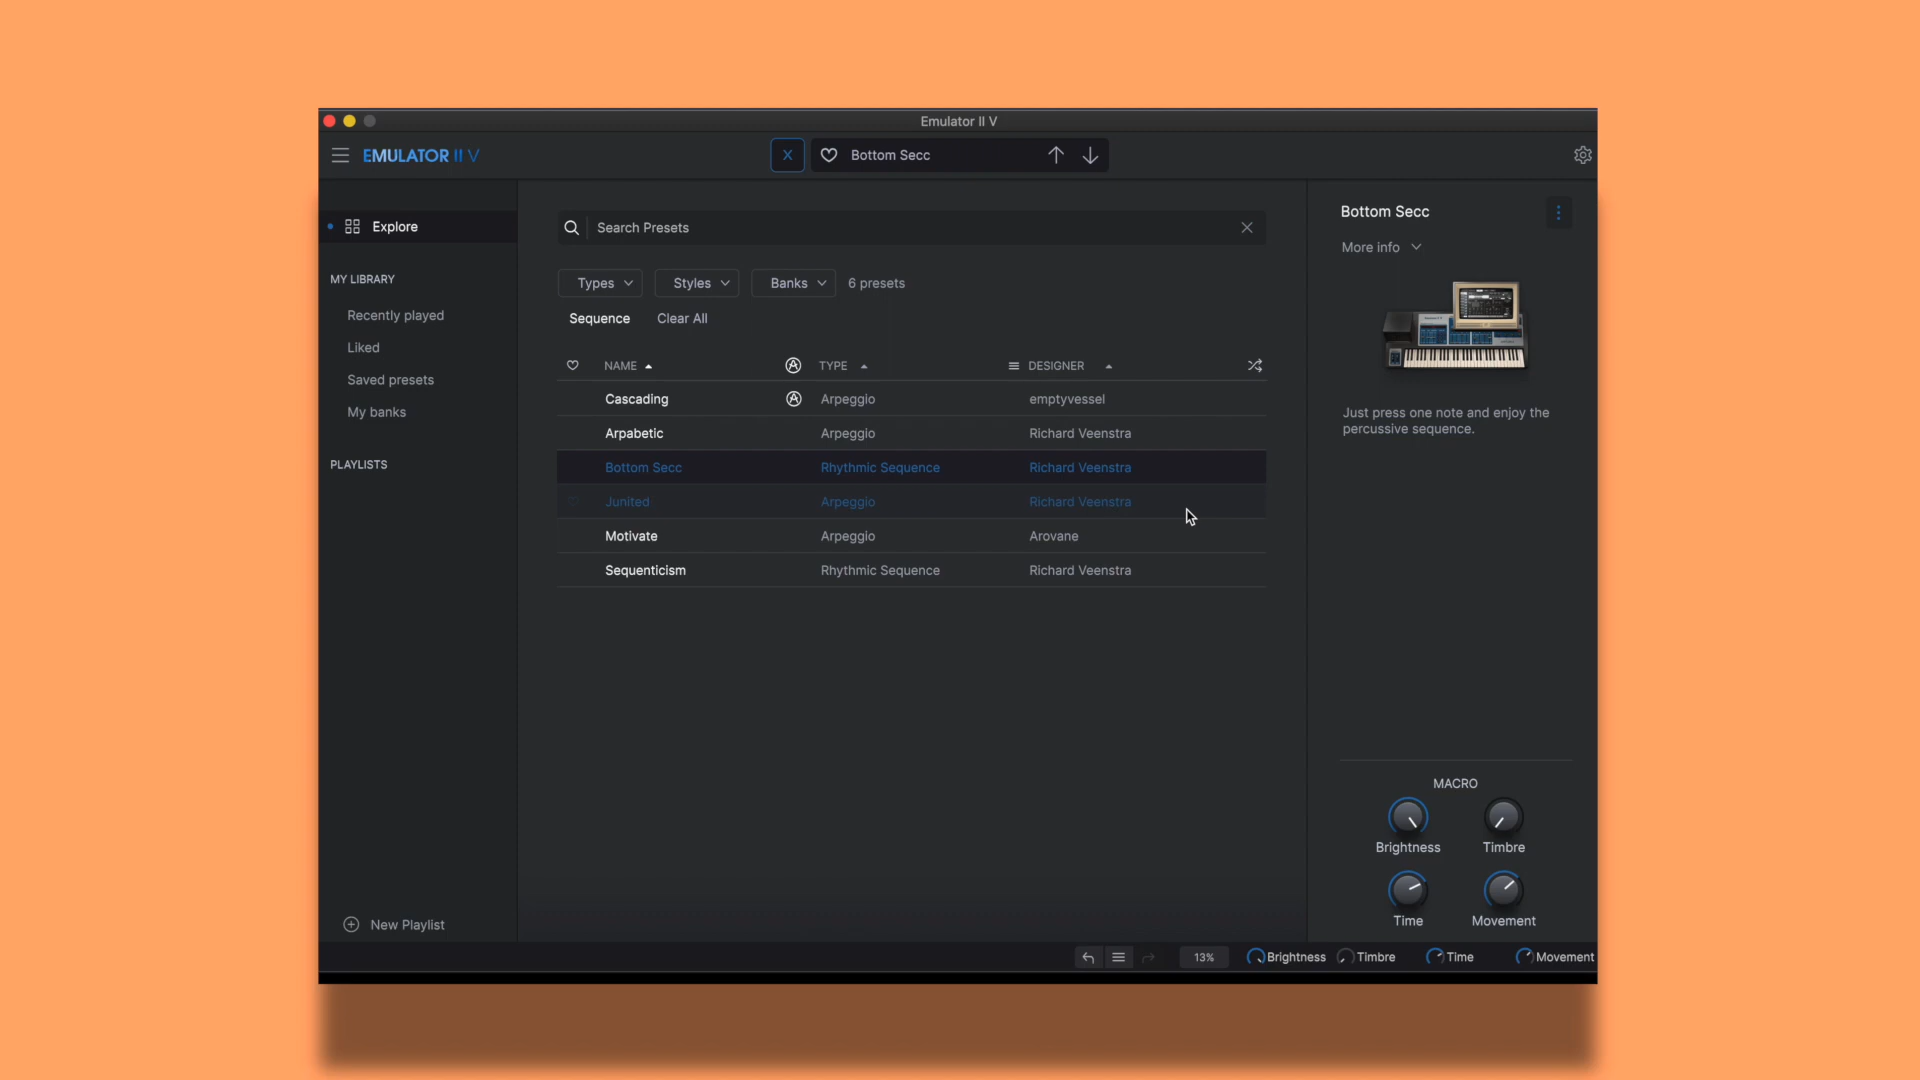 Emulator II V
EMULATOR II V
X
Bottom Secc
Explore
MY LIBRARY
Recently played
Liked
Saved presets
My banks
PLAYLISTS
New Playlist
Search Presets
Types
Styles
Banks
6 presets
Sequence
Clear All
NAME
TYPE
DESIGNER
Cascading Arpeggio emptyvessel
Arpabetic Arpeggio Richard Veenstra
Bottom Secc Rhythmic Sequence Richard Veenstra
Junited Arpeggio Richard Veenstra
Motivate Arpeggio Arovane
Sequenticism Rhythmic Sequence Richard Veenstra
Bottom Secc
More info
Just press one note and enjoy the
percussive sequence.
MACRO
Brightness
Timbre
Time
Movement
13%
Brightness
Timbre
Time
Movement